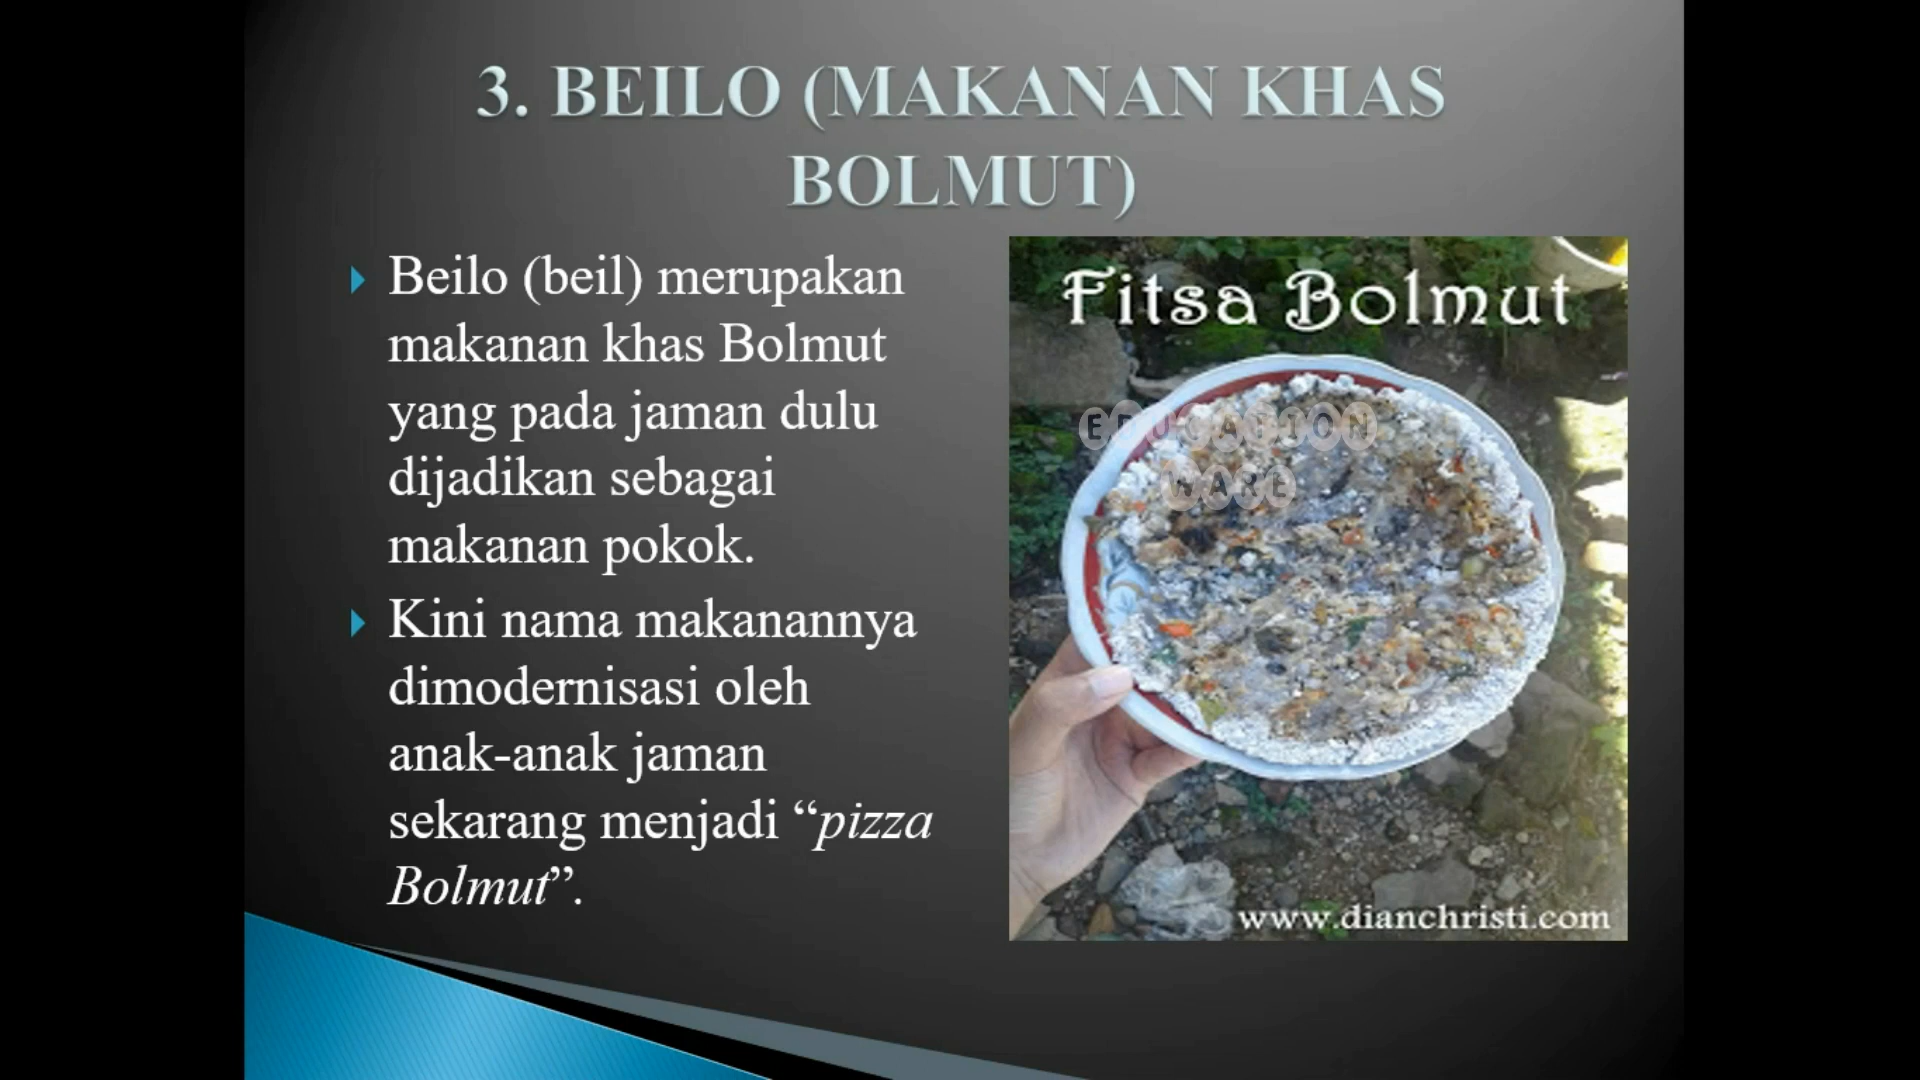 3. BEILO (MAKANAN KHAS
BOLMUT)
Beilo (beil) merupakan
makanan khas Bolmut
yang pada jaman dulu
dijadikan sebagai
makanan pokok.
Kini nama makanannya
dimodernisasi oleh
anak-anak jaman
sekarang menjadi “pizza
Bolmut”.
Fitsa Bolmut
EDUCATION
WARE
www.dianchristi.com